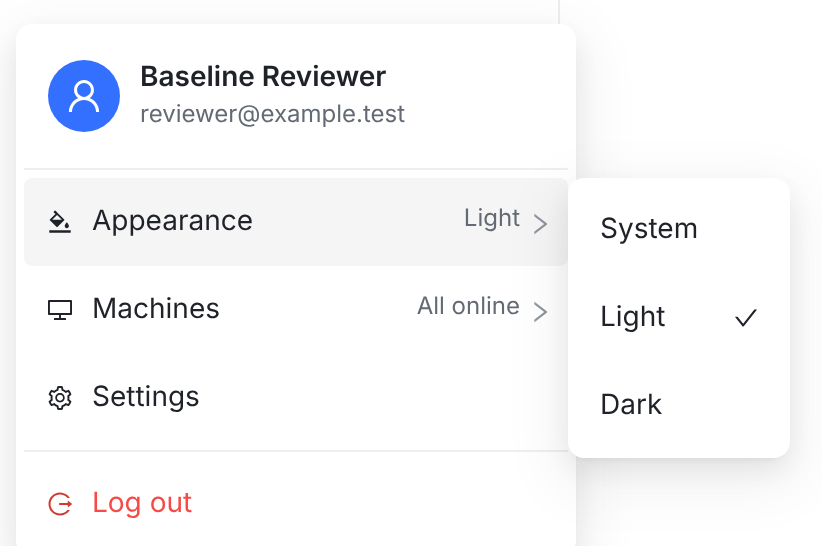 Baseline Reviewer
reviewer@example.test
Appearance
Light
System
Machines
All online
Light
Settings
Dark
Log out